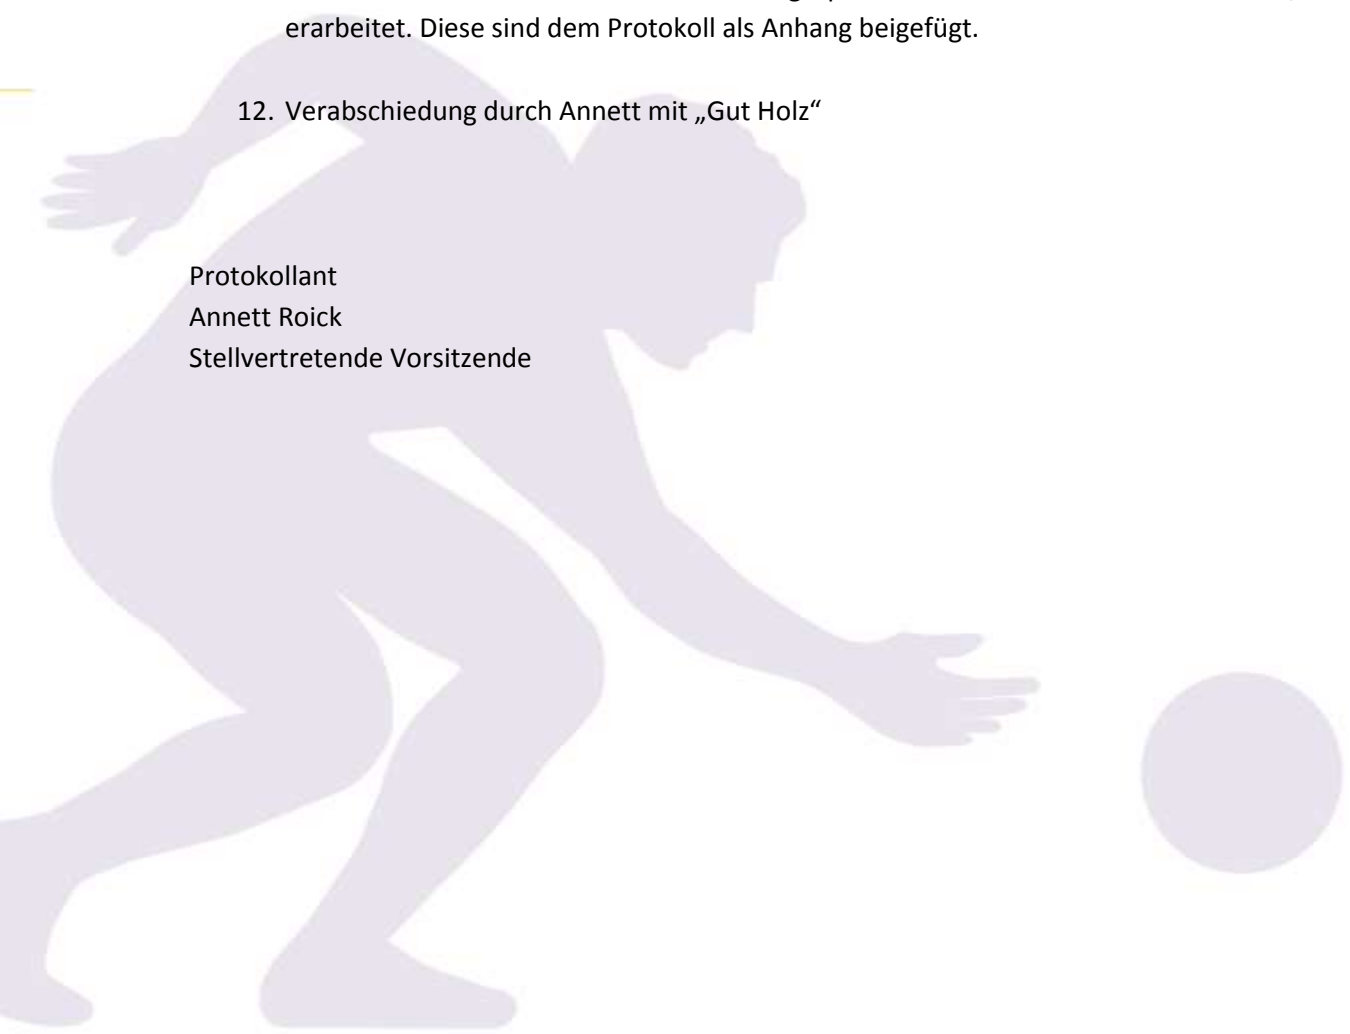 erarbeitet. Diese sind dem Protokoll als Anhang beigefügt.
12. Verabschiedung durch Annett mit „Gut Holz“
Protokollant
Annett Roick
Stellvertretende Vorsitzende